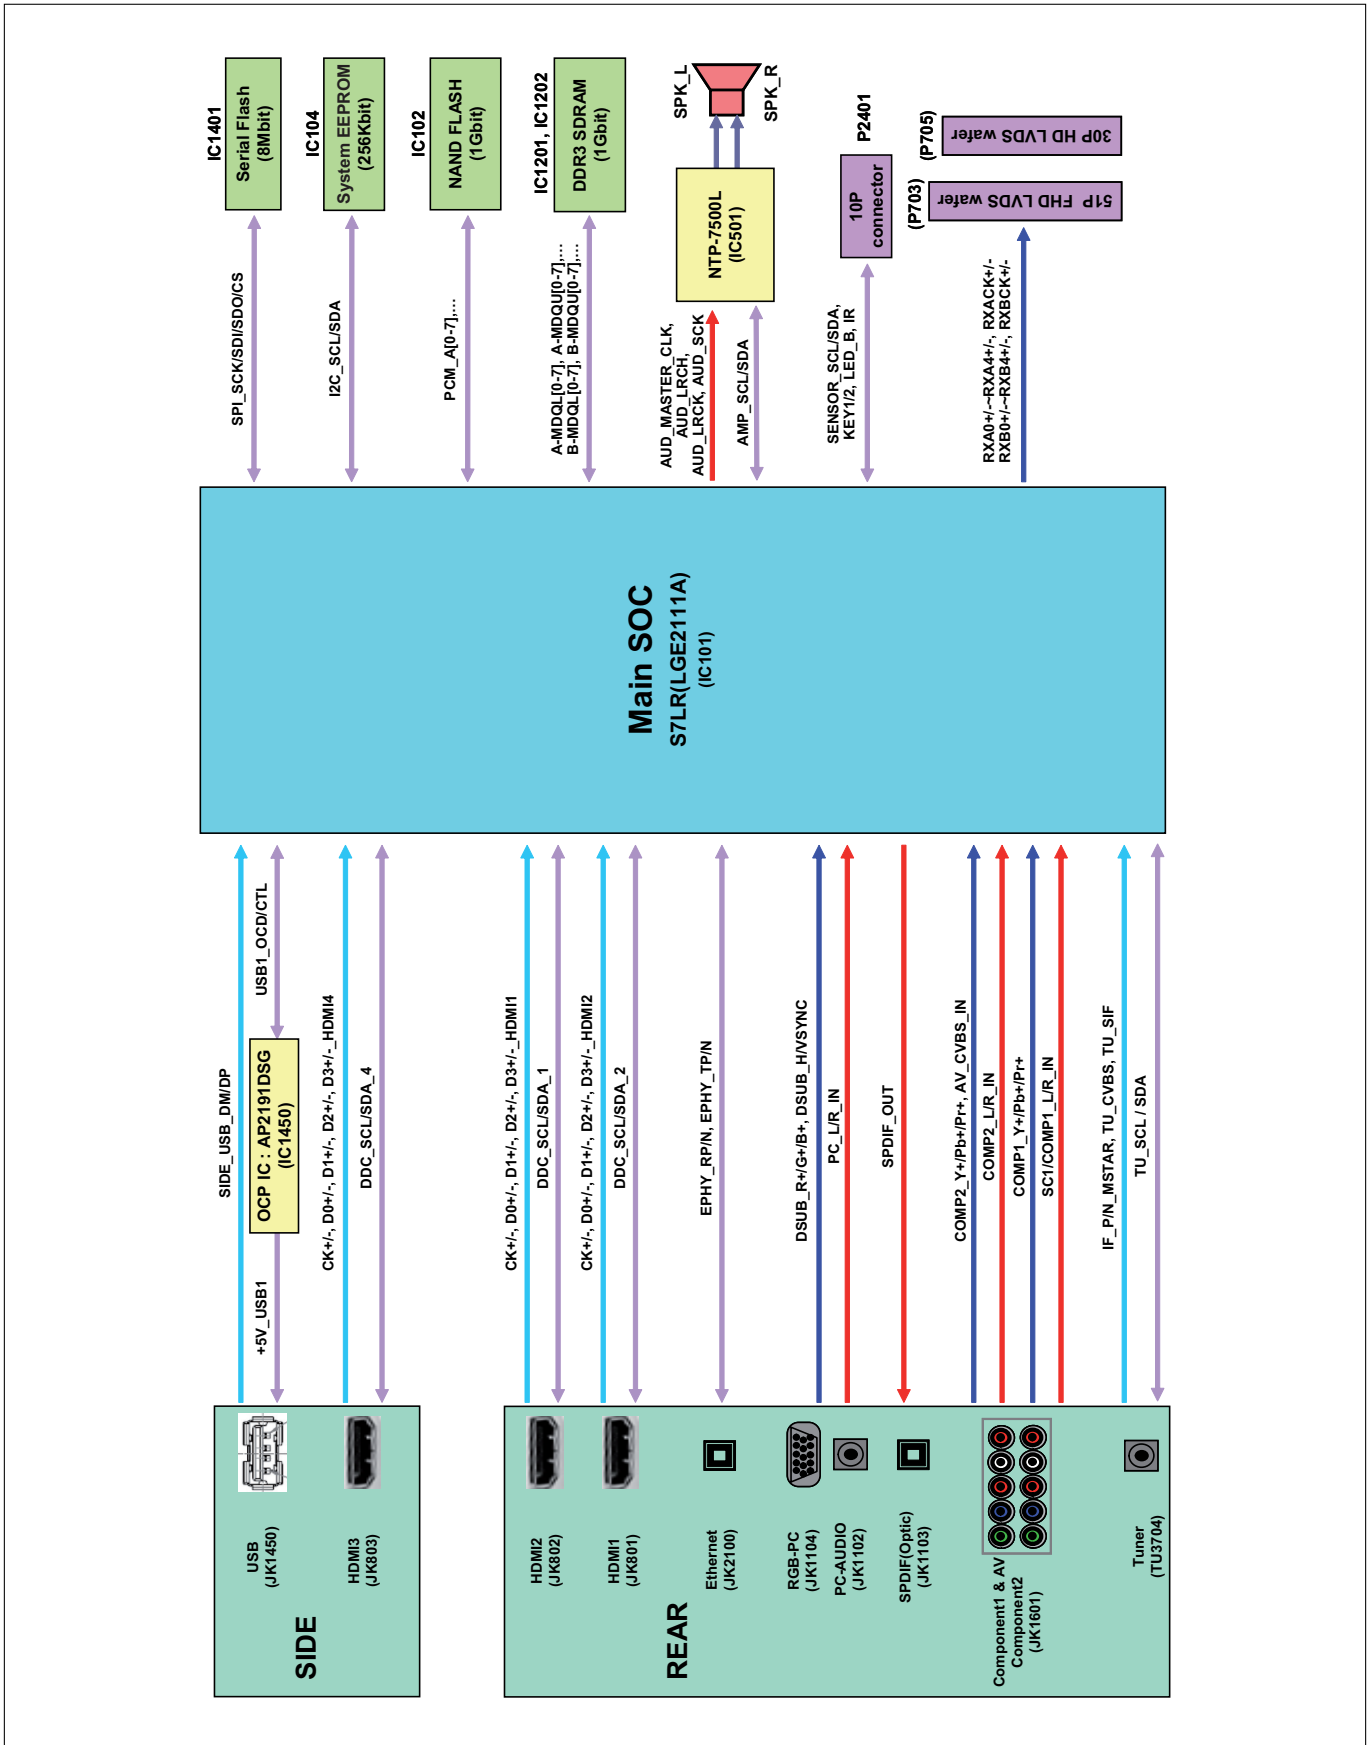 SIDE
USB
(JK1450)
HDMI3
(JK803)
REAR
HDMI2
(JK802)
HDMI1
(JK801)
Ethernet
(JK2100)
RGB-PC
(JK1104)
PC-AUDIO
(JK1102)
SPDIF(Optic)
(JK1103)
Component1 & AV
Component2
(JK1601)
Tuner
(TU3704)
SIDE_USB_DM/DP
+5V_USB1
OCP IC : AP2191DSG
(IC1450)
USB1_OCD/CTL
CK+/-, D0+/-, D1+/-, D2+/-, D3+/-_HDMI4
DDC_SCL/SDA_4
CK+/-, D0+/-, D1+/-, D2+/-, D3+/-_HDMI1
DDC_SCL/SDA_1
CK+/-, D0+/-, D1+/-, D2+/-, D3+/-_HDMI2
DDC_SCL/SDA_2
EPHY_RP/N, EPHY_TP/N
DSUB_R+/G+/B+, DSUB_H/VSYNC
PC_L/R_IN
SPDIF_OUT
COMP2_Y+/Pb+/Pr+, AV_CVBS_IN
COMP2_L/R_IN
COMP1_Y+/Pb+/Pr+
SC1/COMP1_L/R_IN
IF_P/N_MSTAR, TU_CVBS, TU_SIF
TU_SCL / SDA
Main SOC
S7LR(LGE2111A)
(IC101)
SPI_SCK/SDI/SDO/CS
I2C_SCL/SDA
PCM_A[0-7],…
A-MDQL[0-7], A-MDQU[0-7],…
B-MDQL[0-7], B-MDQU[0-7],…
AUD_MASTER_CLK,
AUD_LRCH,
AUD_LRCK, AUD_SCK
AMP_SCL/SDA
SENSOR_SCL/SDA,
KEY1/2, LED_B, IR
RXA0+/-~RXA4+/-, RXACK+/-
RXB0+/-~RXB4+/-, RXBCK+/-
IC1401
Serial Flash
(8Mbit)
IC104
System EEPROM
(256Kbit)
IC102
NAND FLASH
(1Gbit)
IC1201, IC1202
DDR3 SDRAM
(1Gbit)
NTP-7500L
(IC501)
SPK_L
SPK_R
P2401
10P
connector
(P703)
51P FHD LVDS wafer
(P705)
30P HD LVDS wafer